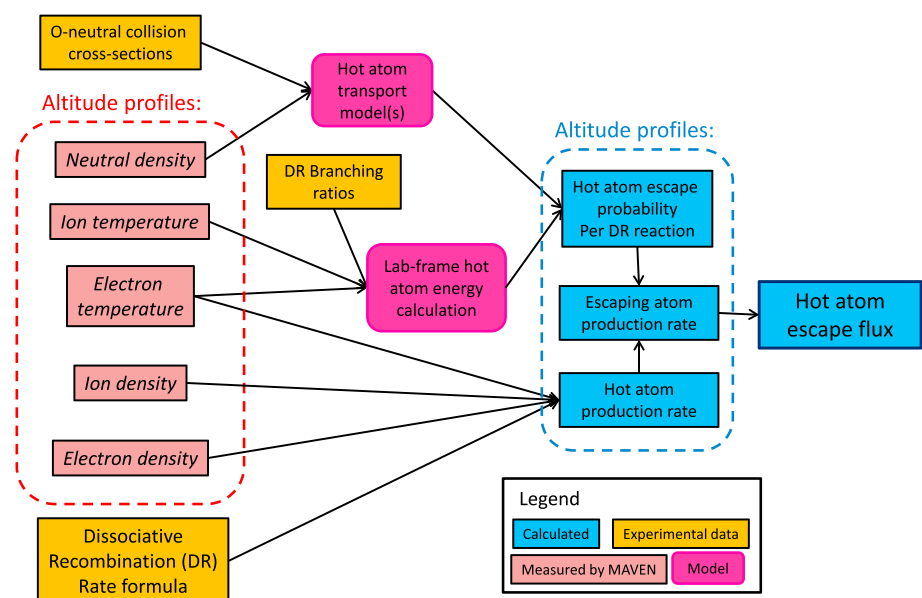 O-neutral collision
cross-sections
Hot atom
transport
model(s)
Altitude profiles:
Neutral density
Ion temperature
Electron
temperature
Ion density
Electron density
DR Branching
ratios
Lab-frame hot
atom energy
calculation
Altitude profiles:
Hot atom escape
probability
Per DR reaction
Escaping atom
production rate
Hot atom
production rate
Hot atom
escape flux
Dissociative
Recombination (DR)
Rate formula
Legend
Calculated
Experimental data
Measured by MAVEN
Model